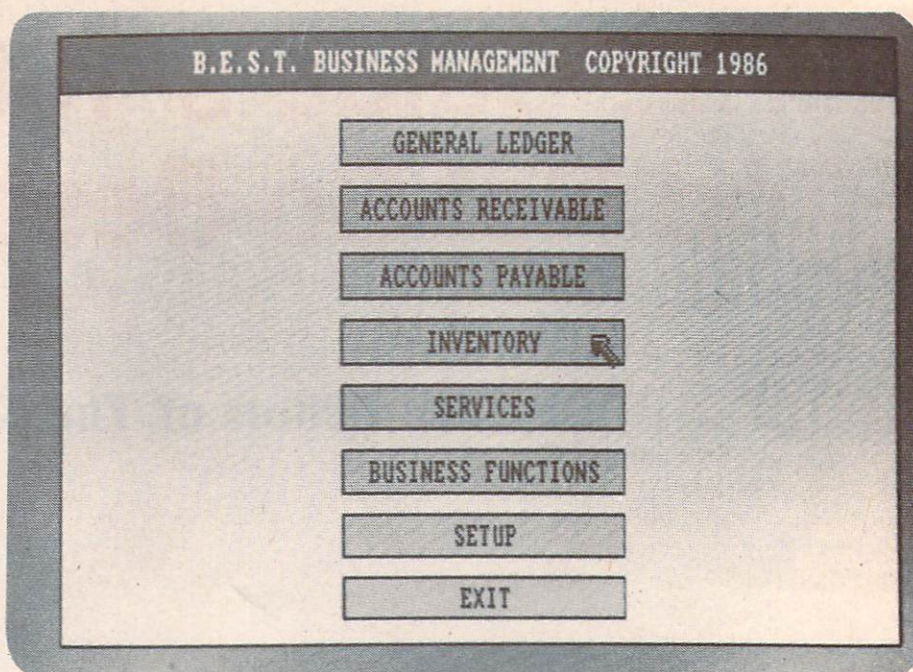 B.E.S.T. BUSINESS MANAGEMENT COPYRIGHT 1986
GENERAL LEDGER
ACCOUNTS RECEIVABLE
ACCOUNTS PAYABLE
INVENTORY
SERVICES
BUSINESS FUNCTIONS
SETUP
EXIT